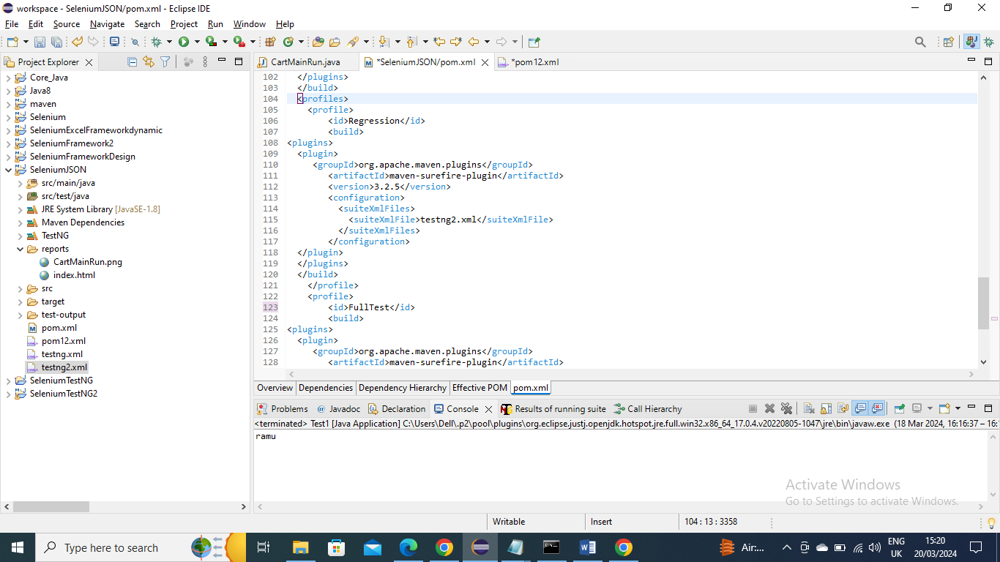 workspace - SeleniumJSON/pom.xml - Eclipse IDE
File Edit Source Navigate Search Project Run Window Help
Project Explorer
CartMainRun.java
*SeleniumJSON/pom.xml
*pom12.xml
Core_Java
Java8
maven
Selenium
SeleniumExcelFrameworkdynamic
SeleniumFramework2
SeleniumFrameworkDesign
SeleniumJSON
src/main/java
src/test/java
JRE System Library [JavaSE-1.8]
Maven Dependencies
TestNG
reports
CartMainRun.png
index.html
src
target
test-output
pom.xml
pom12.xml
testng.xml
testng2.xml
SeleniumTestNG
SeleniumTestNG2
102 </plugins>
103 </build>
104 <profiles>
105 <profile>
106 <id>Regression</id>
107 <build>
108 <plugins>
109 <plugin>
110 <groupId>org.apache.maven.plugins</groupId>
111 <artifactId>maven-surefire-plugin</artifactId>
112 <version>3.2.5</version>
113 <configuration>
114 <suiteXmlFiles>
115 <suiteXmlFile>testng2.xml</suiteXmlFile>
116 </suiteXmlFiles>
117 </configuration>
118 </plugin>
119 </plugins>
120 </build>
121 </profile>
122 <profile>
123 <id>FullTest</id>
124 <build>
125 <plugins>
126 <plugin>
127 <groupId>org.apache.maven.plugins</groupId>
128 <artifactId>maven-surefire-plugin</artifactId>
Overview Dependencies Dependency Hierarchy Effective POM pom.xml
Problems @ Javadoc Declaration Console Results of running suite Call Hierarchy
<terminated> Test1 [Java Application] C:\Users\Dell\.p2\pool\plugins\org.eclipse.justj.openjdk.hotspot.jre.full.win32.x86_64_17.0.4.v20220805-1047\jre\bin\javaw.exe (18 Mar 2024, 16:16:37 – 16:
ramu
Activate Windows
Go to Settings to activate Windows.
Writable Insert 104 : 13 : 3358
Type here to search
Air:...
ENG
UK
15:20
20/03/2024